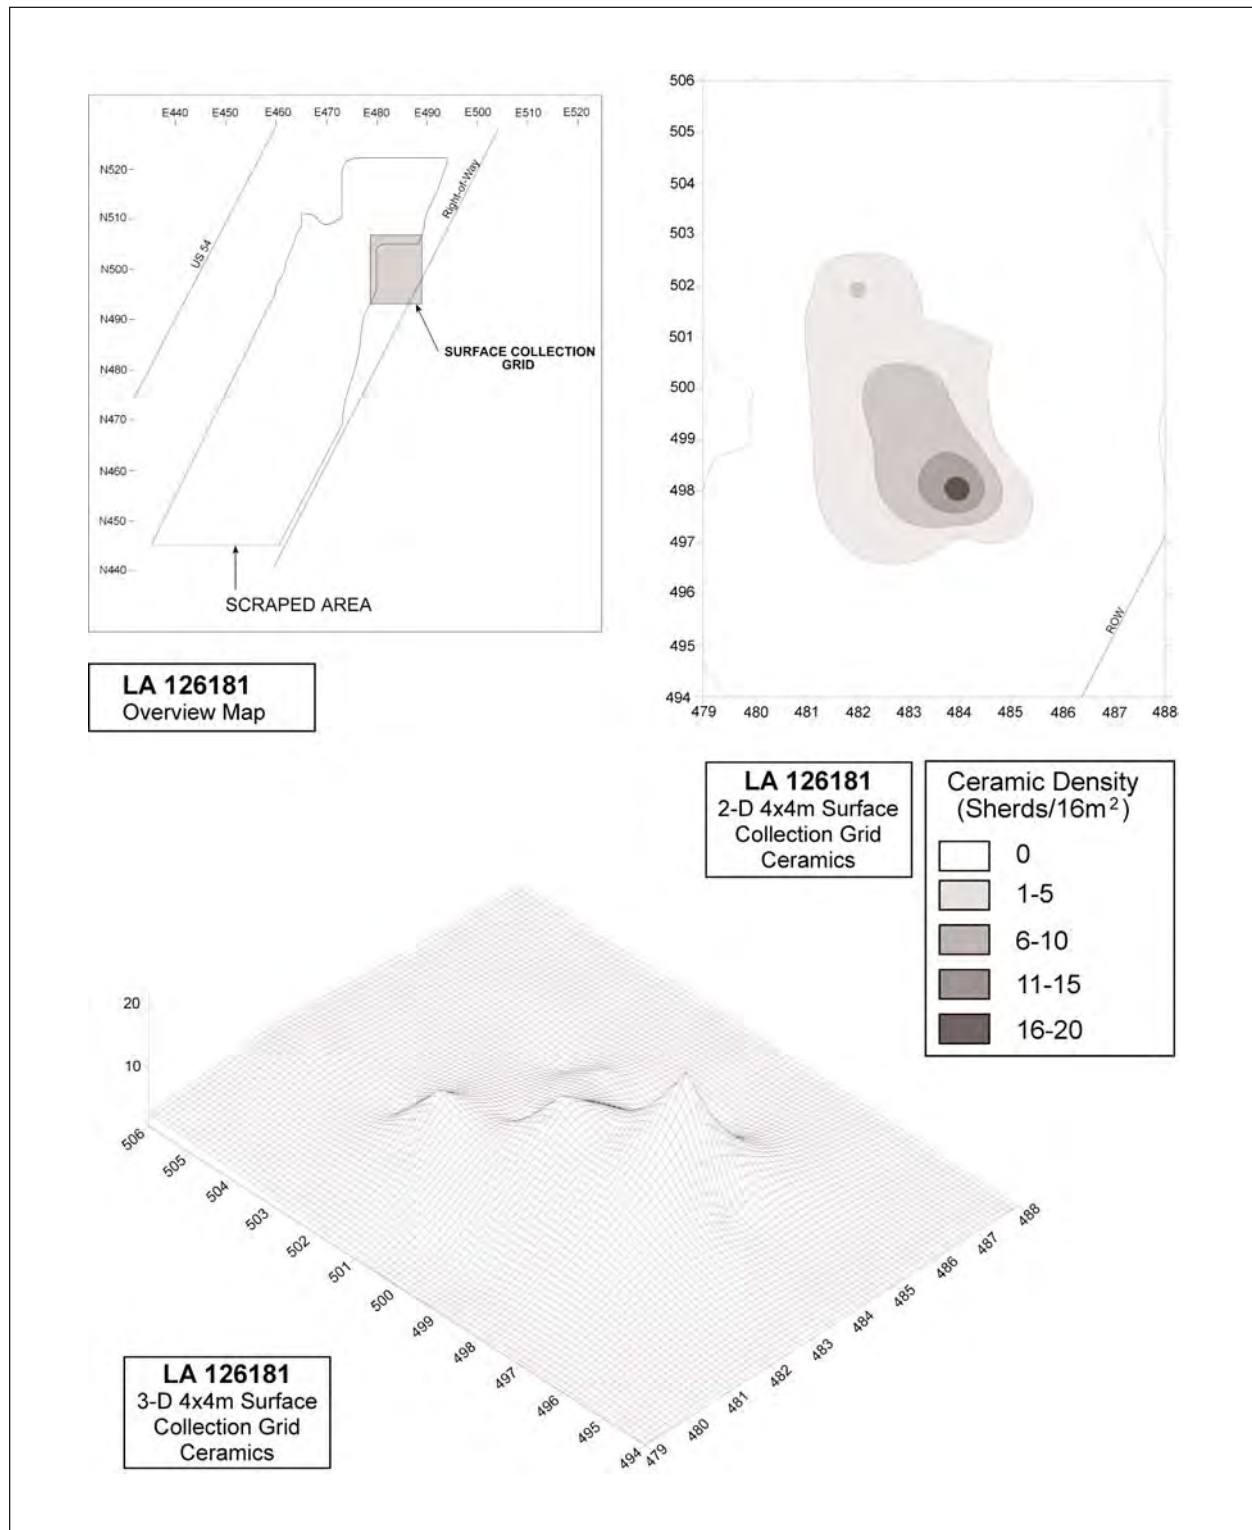 E440 E450 E460 E470 E480 E490 E500 E510 E520
N520
N510
N500
N490
N480
N470
N460
N450
N440
US 54
Right-of-Way
SURFACE COLLECTION
GRID
SCRAPED AREA
LA 126181
Overview Map
506
505
504
503
502
501
500
499
498
497
496
495
494
479 480 481 482 483 484 485 486 487 488
ROW
LA 126181
2-D 4x4m Surface
Collection Grid
Ceramics
Ceramic Density
(Sherds/16m²)
0
1-5
6-10
11-15
16-20
20
10
506
505
504
503
502
501
500
499
498
497
496
495
494
479
480
481
482
483
484
485
486
487
488
LA 126181
3-D 4x4m Surface
Collection Grid
Ceramics